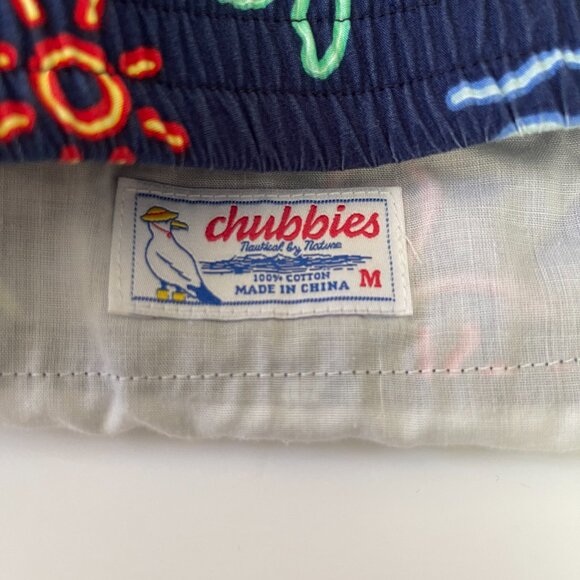 chubbies
Nautical by Nature
100% COTTON
MADE IN CHINA M